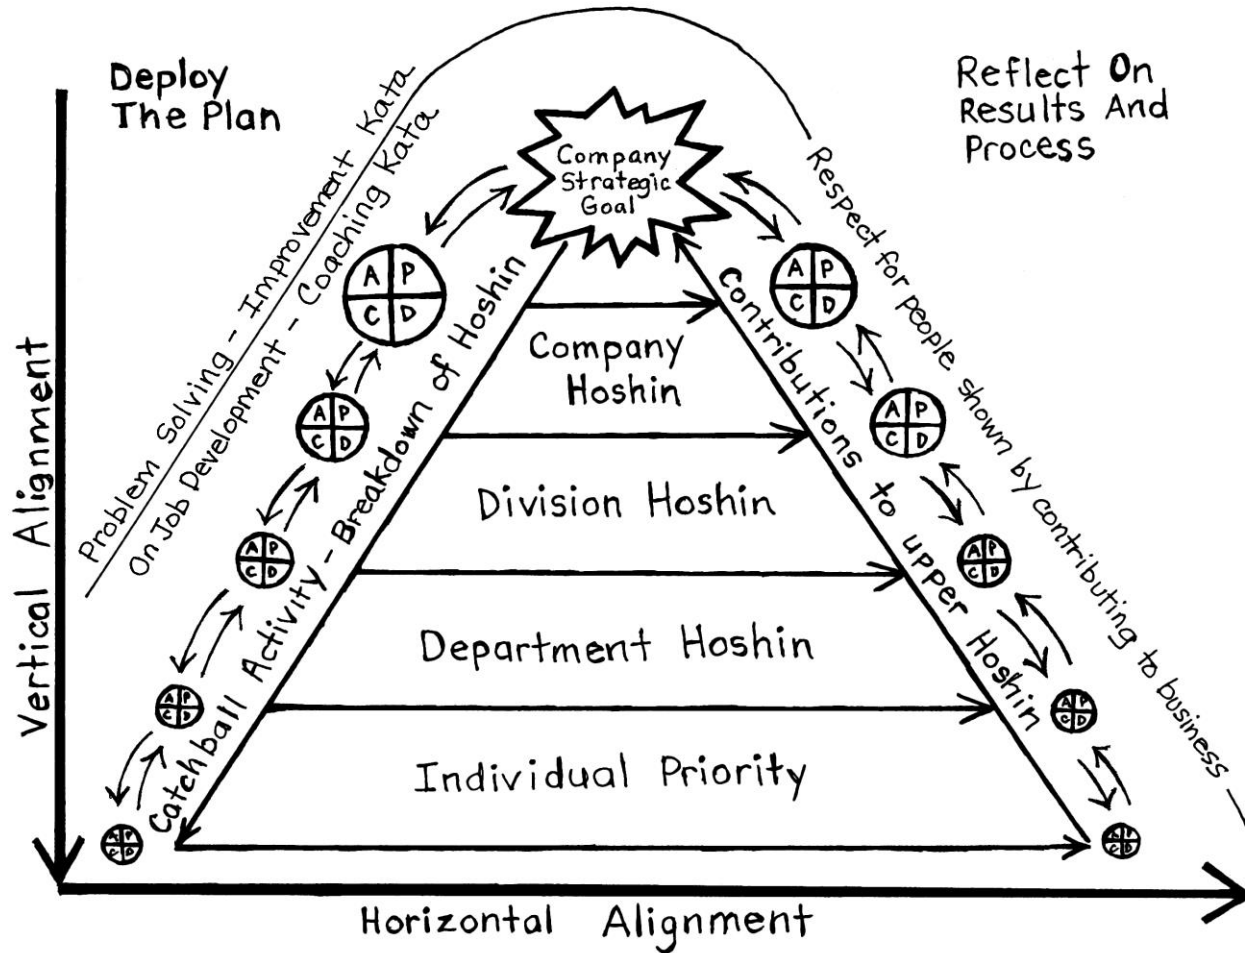 Deploy
The Plan
Reflect On
Results And
Process
Problem Solving - Improvement Kata
On Job Development - Coaching Kata
Respect for people shown by contributing to business
Company
Strategic
Goal
Catchball Activity - Breakdown of Hoshin
Contributions to upper Hoshin
Company
Hoshin
Division Hoshin
Department Hoshin
Individual Priority
A P
C D
A P
C D
A P
C D
A P
C D
A P
C D
A P
C D
A P
C D
A P
C D
A P
C D
A P
C D
Vertical Alignment
Horizontal Alignment